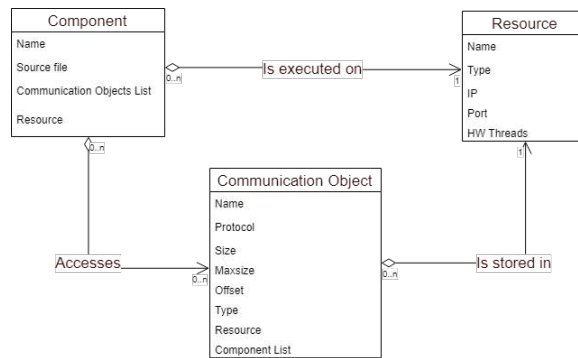 Component
Name
Source file
Communication Objects List
Resource
0..n
0..n
Is executed on
1
Resource
Name
Type
IP
Port
HW Threads
1
Accesses
0..n
Communication Object
Name
Protocol
Size
Maxsize
Offset
Type
Resource
Component List
0..n
Is stored in